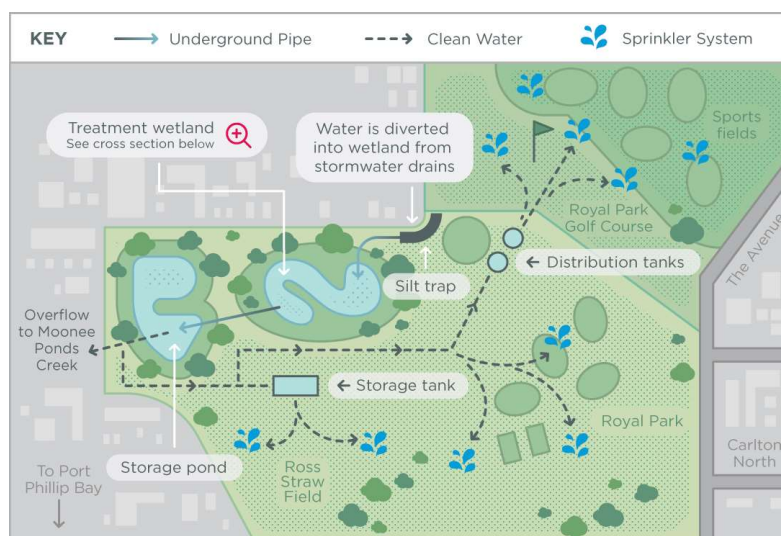 KEY
Underground Pipe
Clean Water
Sprinkler System
Treatment wetland
See cross section below
Water is diverted
into wetland from
stormwater drains
Sports
fields
Royal Park
Golf Course
The Avenue
Silt trap
← Distribution tanks
Overflow
to Moonee
Ponds
Creek
← Storage tank
Royal Park
Carlton
North
Storage pond
Ross
Straw
Field
To Port
Phillip Bay